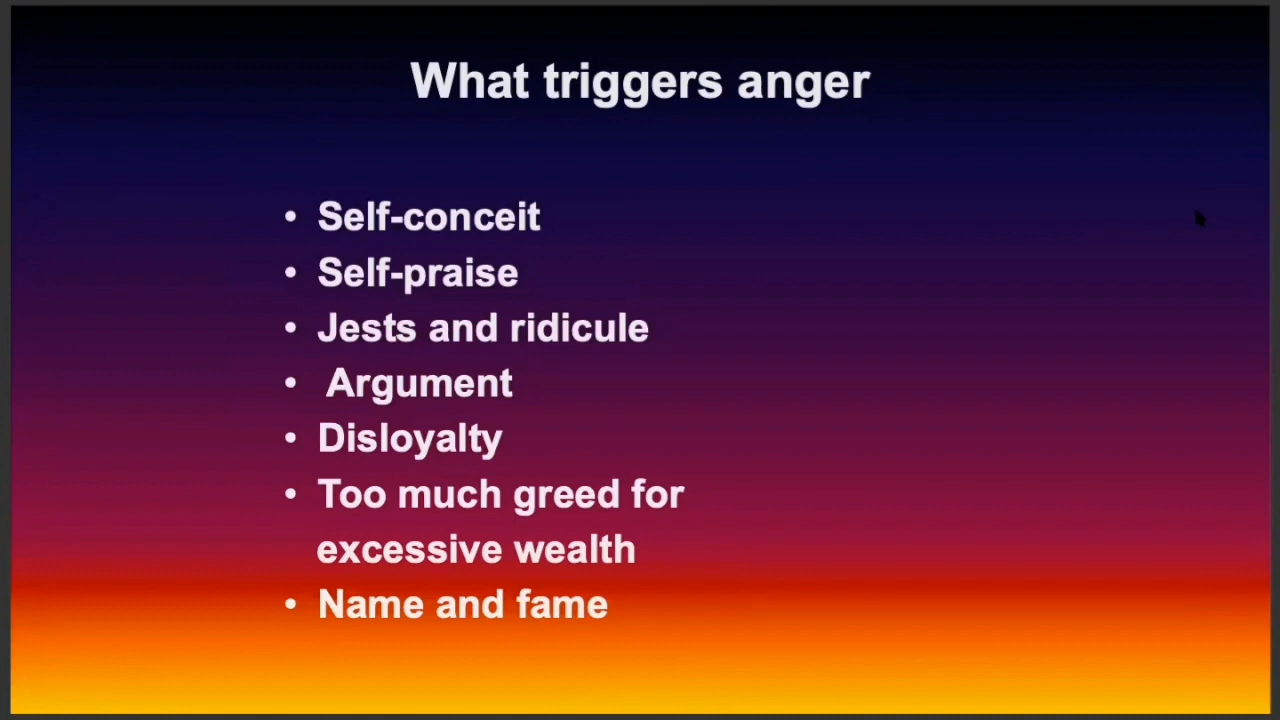 What triggers anger
• Self-conceit
• Self-praise
• Jests and ridicule
• Argument
• Disloyalty
• Too much greed for
excessive wealth
• Name and fame